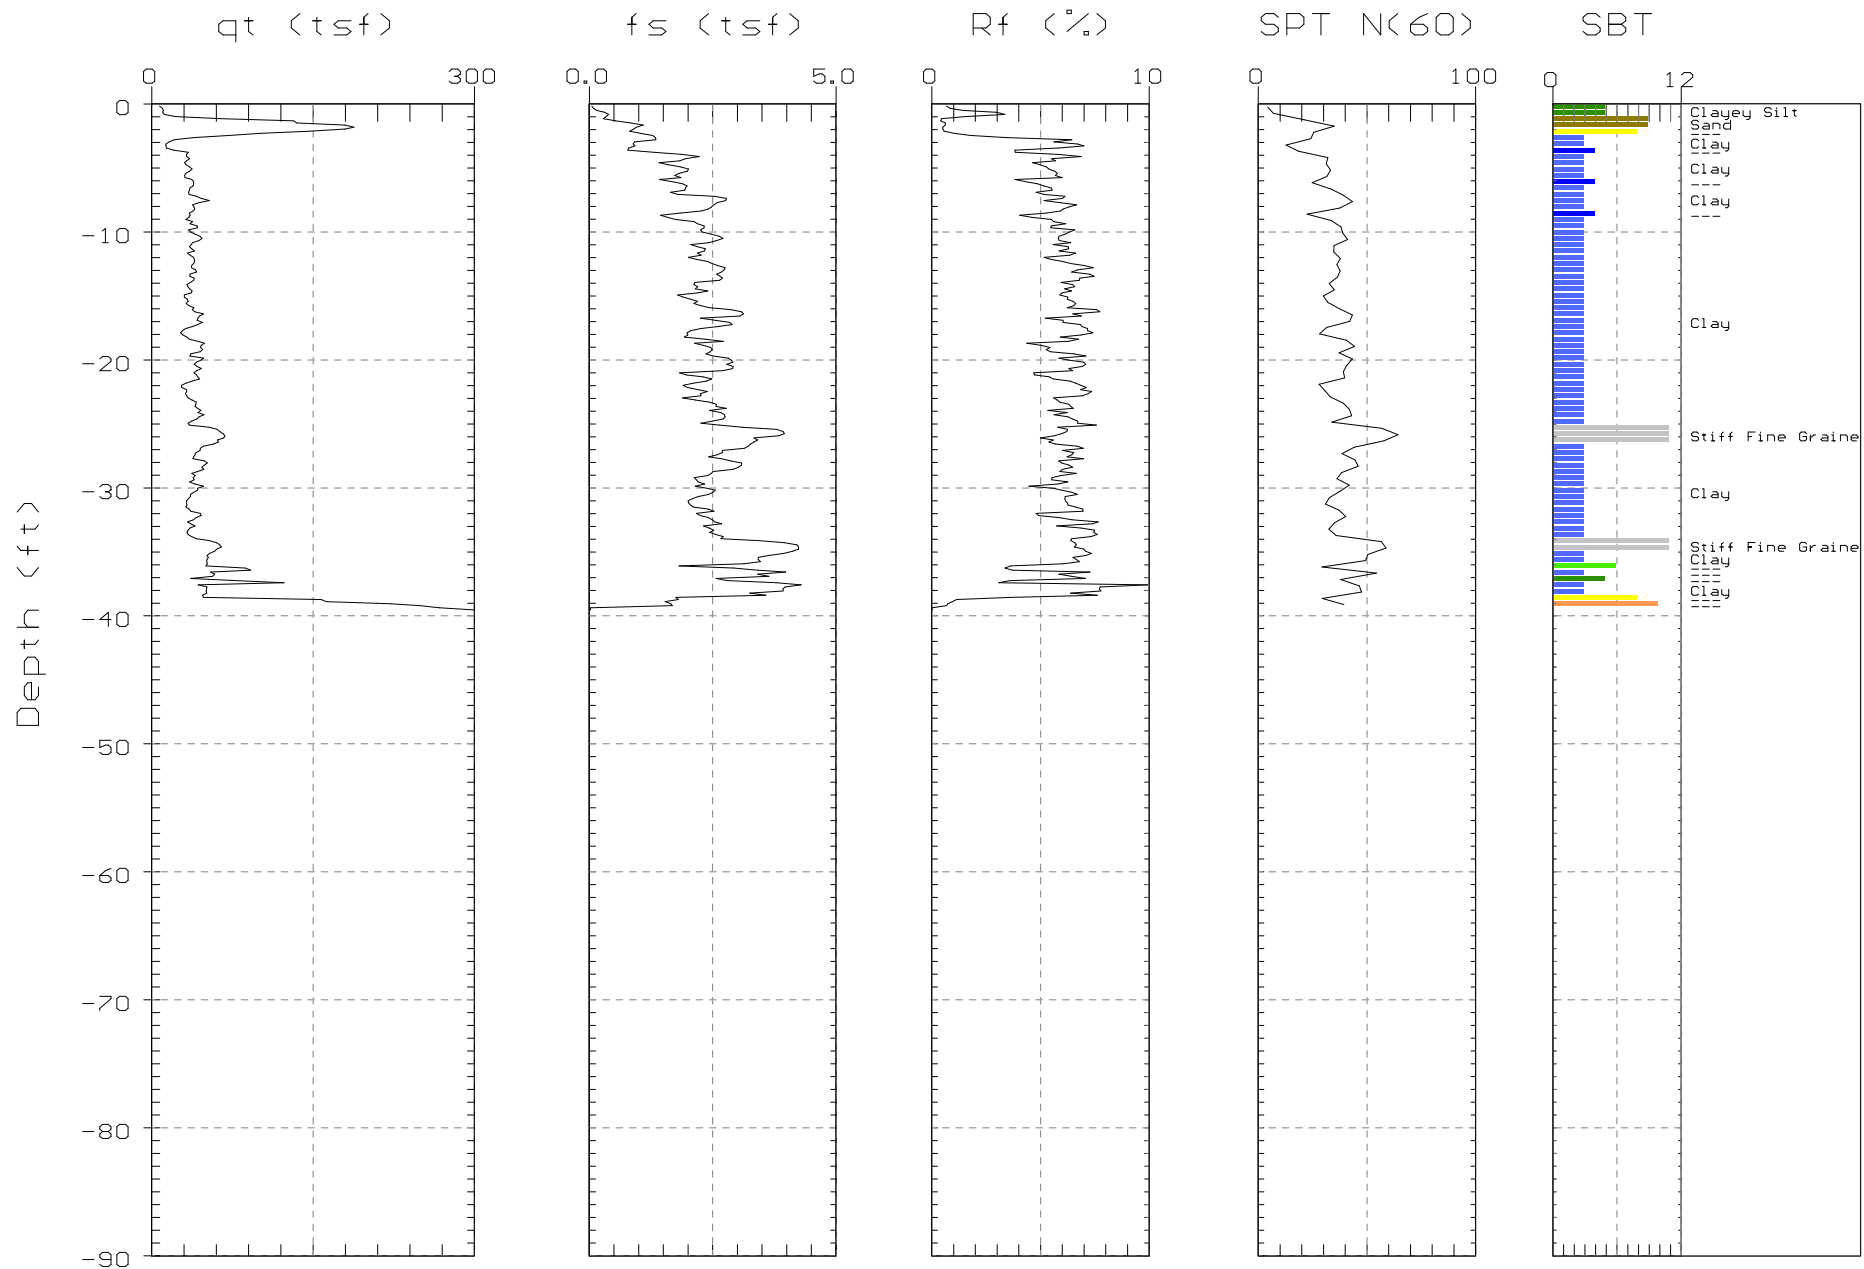 qt (tsf) fs (tsf) Rf (%) SPT N(60) SBT
0 300 0.0 5.0 0 10 0 100 0 12
0
-10
-20
-30
-40
-50
-60
-70
-80
-90
Depth (ft)
Clayey Silt
Sand
---
Clay
---
Clay
---
Clay
---
Clay
Stiff Fine Graine
Clay
Stiff Fine Graine
Clay
---
---
---
Clay
---
---